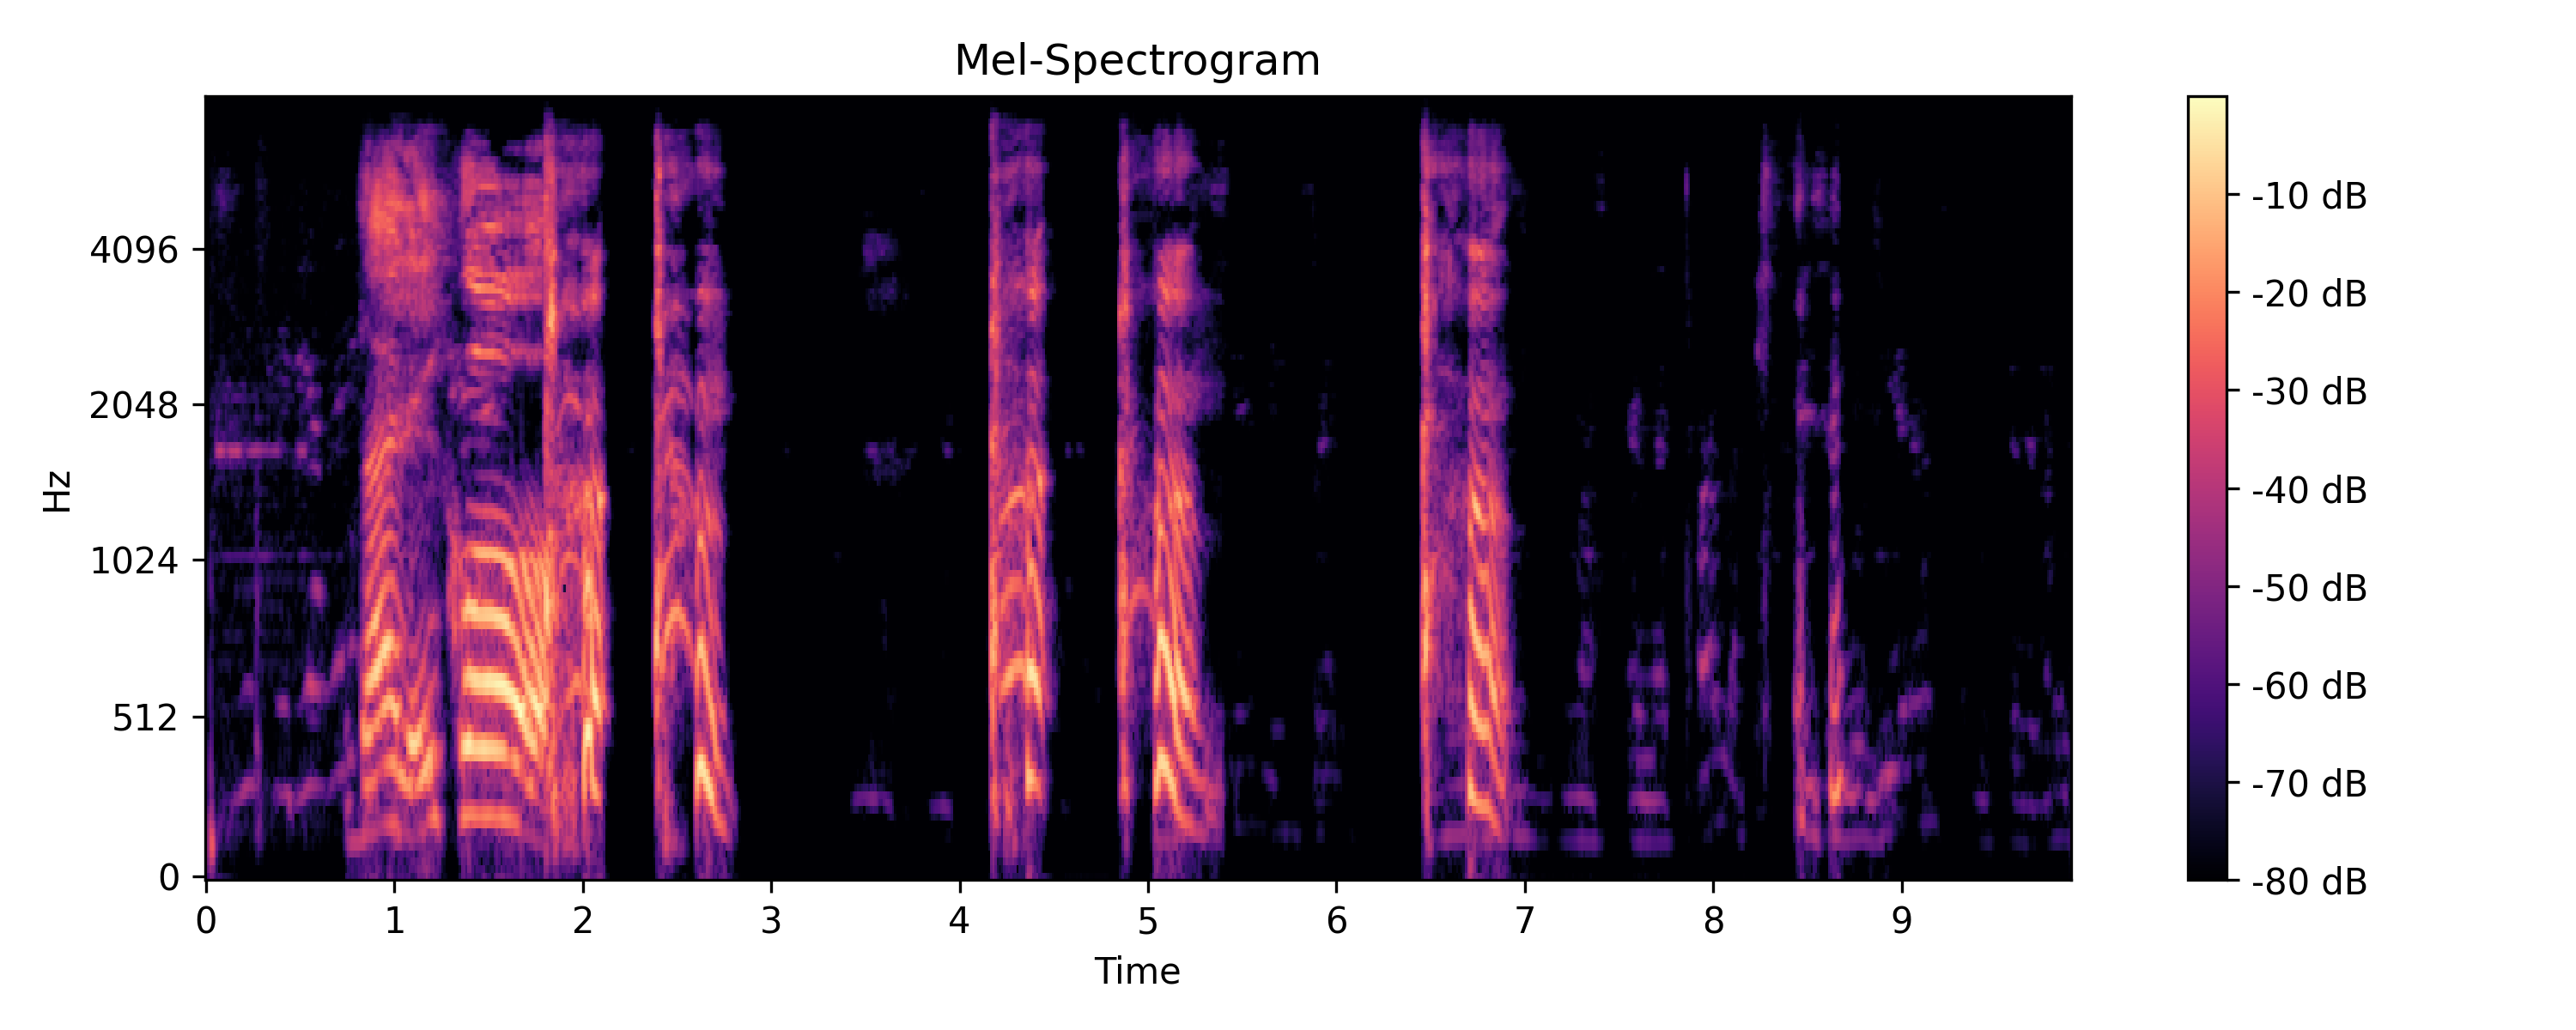 Mel-Spectrogram
Hz
4096
2048
1024
512
0
0 1 2 3 4 5 6 7 8 9
Time
-10 dB
-20 dB
-30 dB
-40 dB
-50 dB
-60 dB
-70 dB
-80 dB